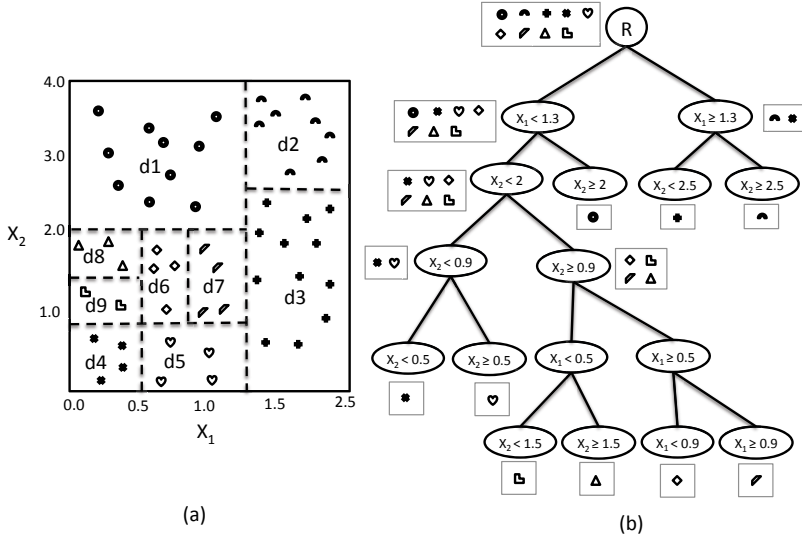 4.0
3.0
X2
2.0
1.0
d1
d2
d3
d8
d9
d6
d7
d4
d5
0.0 0.5 1.0 1.5 2.5
X1
(a)
R
X1 < 1.3
X1 ≥ 1.3
X2 < 2
X2 ≥ 2
X2 < 2.5
X2 ≥ 2.5
X2 < 0.9
X2 ≥ 0.9
X2 < 0.5
X2 ≥ 0.5
X1 < 0.5
X1 ≥ 0.5
X2 < 1.5
X2 ≥ 1.5
X1 < 0.9
X1 ≥ 0.9
(b)